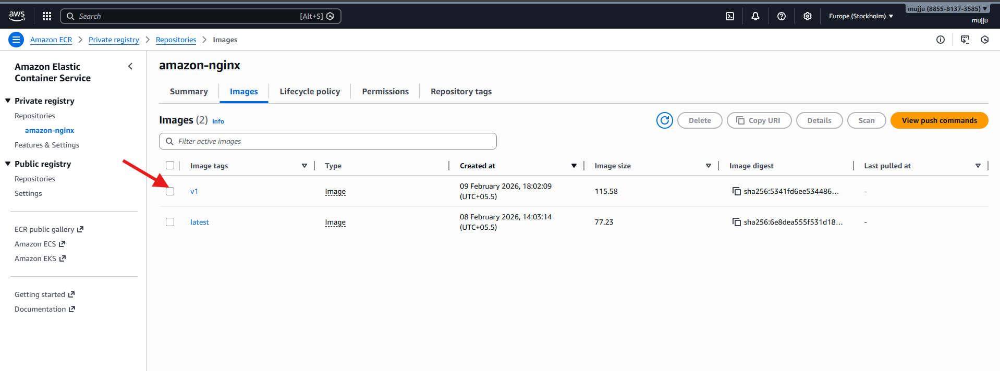 aws
Search
[Alt+S]
Europe (Stockholm)
mujju (8855-8137-3585)
mujju
Amazon ECR
Private registry
Repositories
Images
Amazon Elastic
Container Service
Private registry
Repositories
amazon-nginx
Features & Settings
Public registry
Repositories
Settings
ECR public gallery
Amazon ECS
Amazon EKS
Getting started
Documentation
amazon-nginx
Summary
Images
Lifecycle policy
Permissions
Repository tags
Images (2) Info
Delete
Copy URI
Details
Scan
View push commands
Filter active images
Image tags
Type
Created at
Image size
Image digest
Last pulled at
v1
Image
09 February 2026, 18:02:09
(UTC+05.5)
115.58
sha256:5341fd6ee534486...
-
latest
Image
08 February 2026, 14:03:14
(UTC+05.5)
77.23
sha256:6e8dea555f531d18...
-